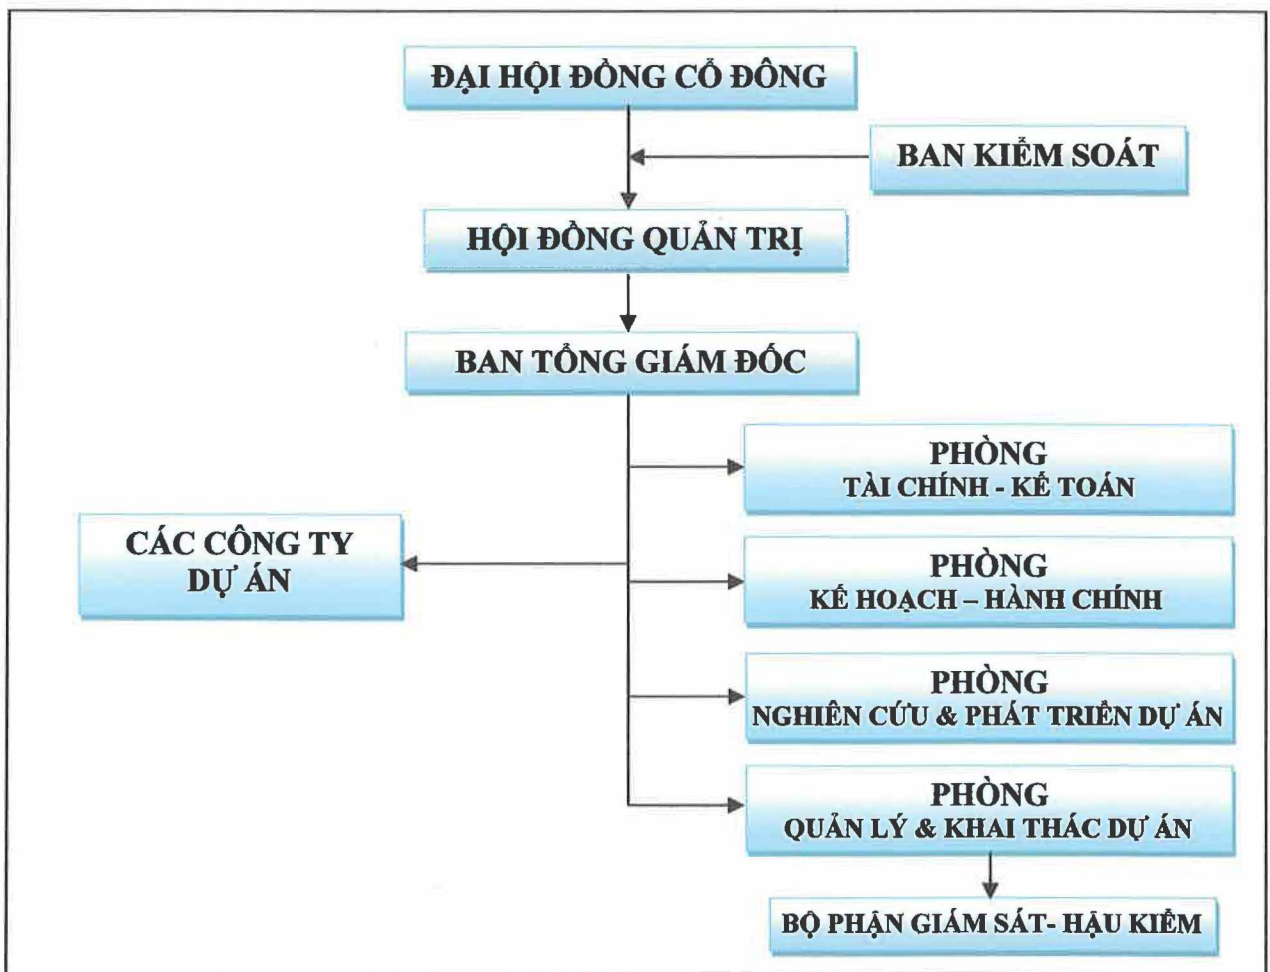 ĐẠI HỘI ĐỒNG CỔ ĐÔNG
BAN KIỂM SOÁT
HỘI ĐỒNG QUẢN TRỊ
BAN TỔNG GIÁM ĐỐC
PHÒNG
TÀI CHÍNH - KẾ TOÁN
CÁC CÔNG TY
DỰ ÁN
PHÒNG
KẾ HOẠCH – HÀNH CHÍNH
PHÒNG
NGHIÊN CỨU & PHÁT TRIỂN DỰ ÁN
PHÒNG
QUẢN LÝ & KHAI THÁC DỰ ÁN
BỘ PHẬN GIÁM SÁT- HẬU KIỂM